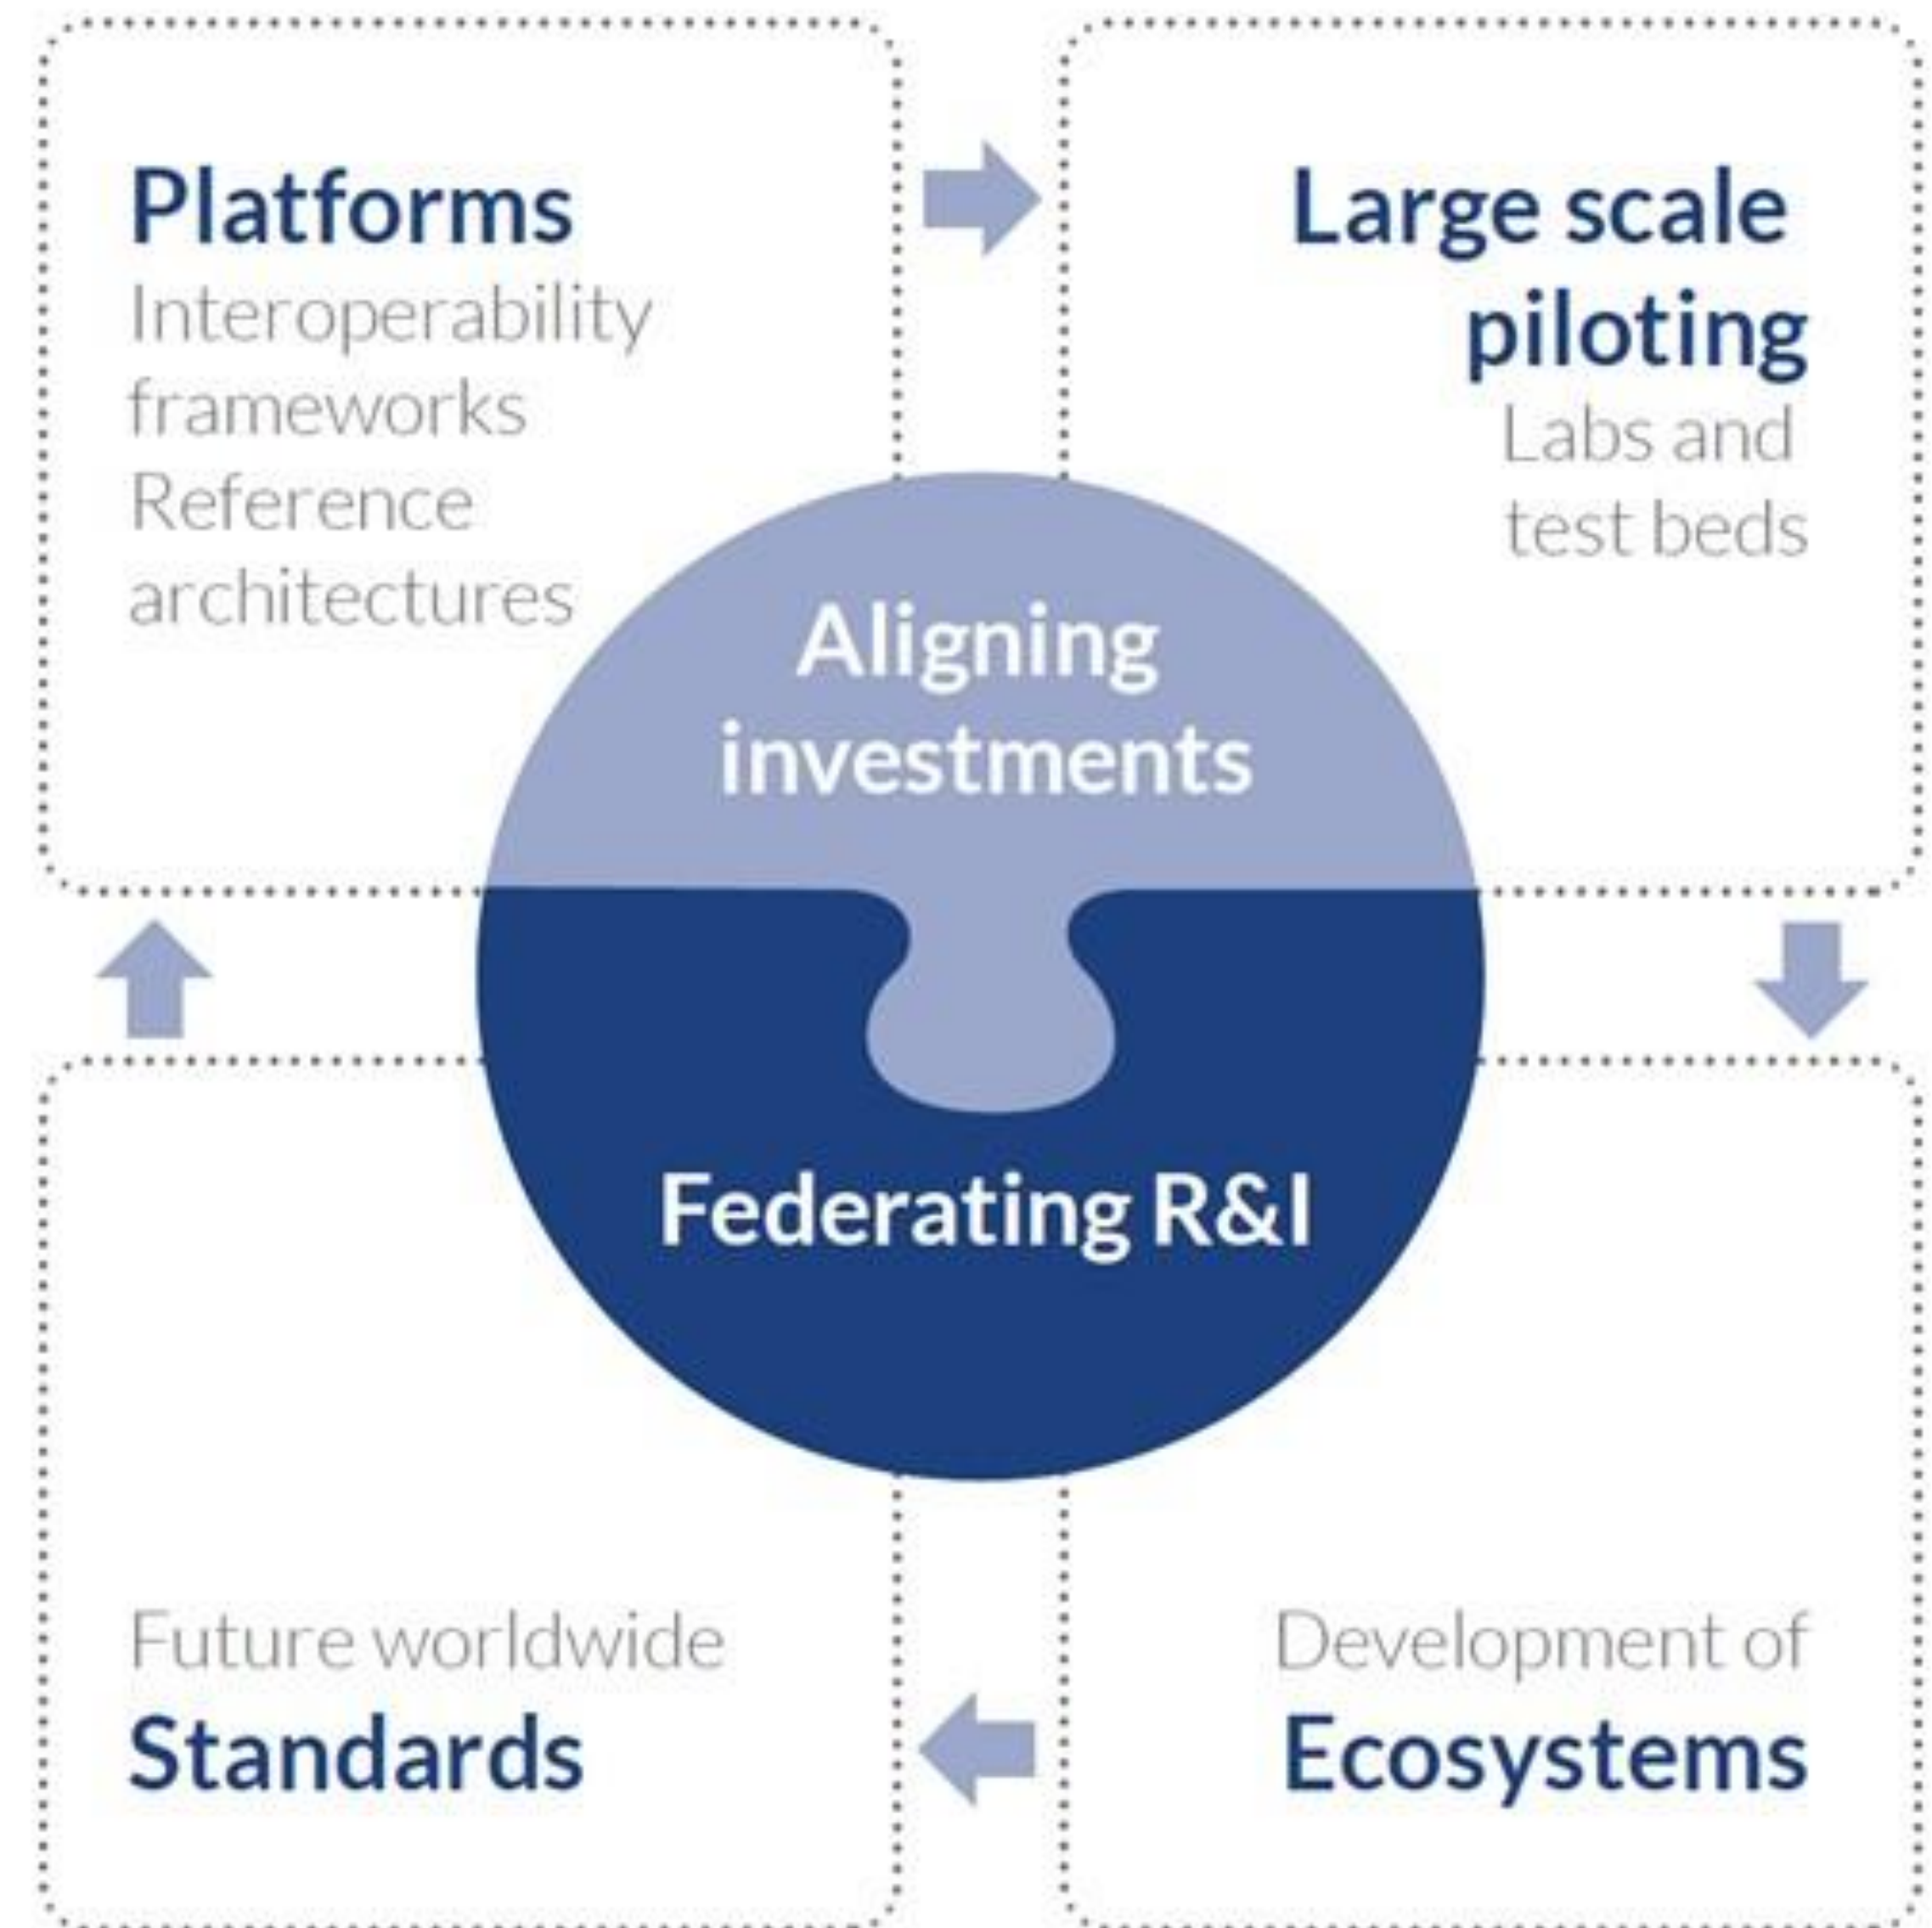 Platforms
Interoperability
frameworks
Reference
architectures
Large scale
piloting
Labs and
test beds
Aligning
investments
Federating R&I
Future worldwide
Standards
Development of
Ecosystems